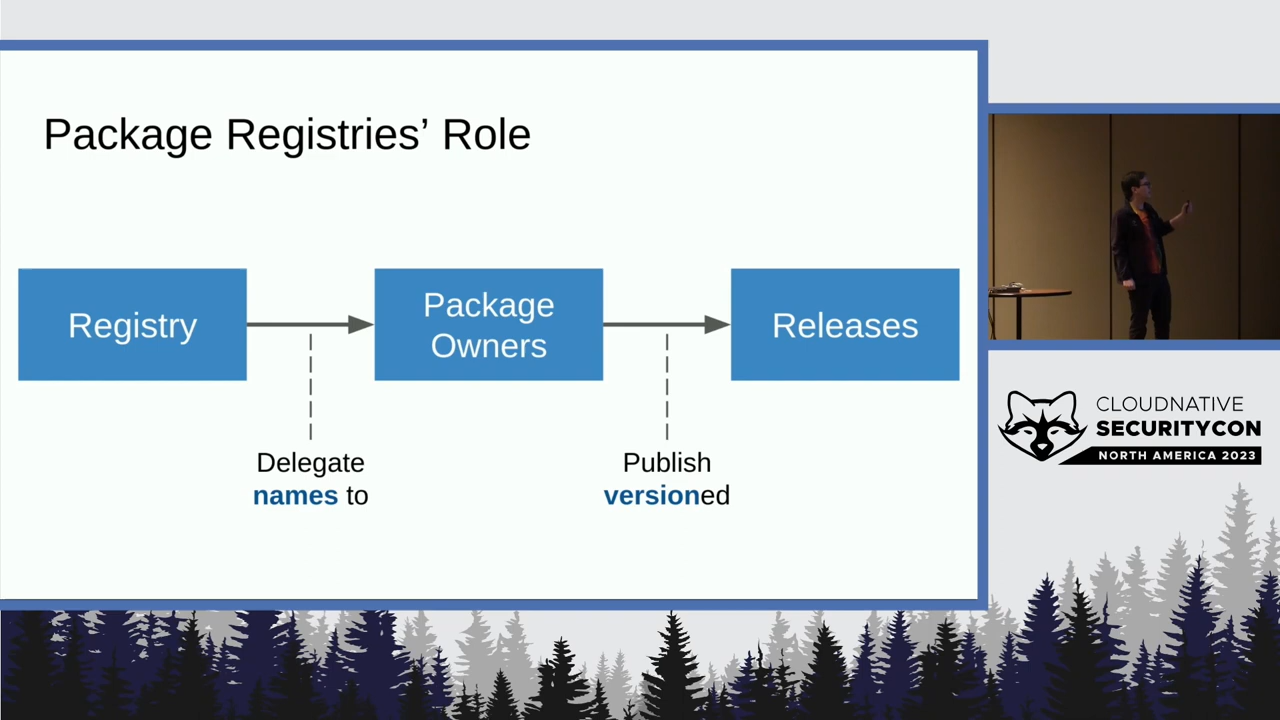 Package Registries’ Role
Registry
Package
Owners
Releases
Delegate
names to
Publish
versioned
CLOUDNATIVE
SECURITYCON
NORTH AMERICA 2023